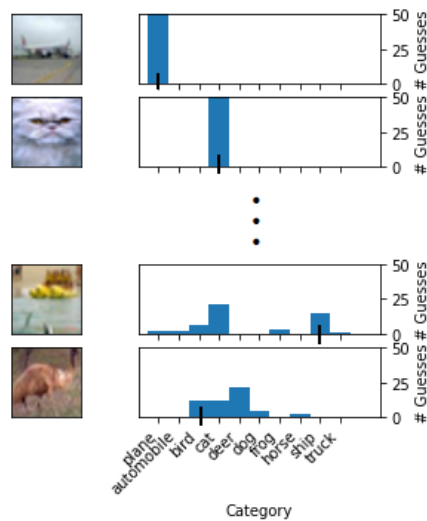 50
25
0
# Guesses
50
25
0
# Guesses
50
25
0
# Guesses
50
25
0
# Guesses
plane
automobile
bird
cat
deer
dog
frog
horse
ship
truck
Category